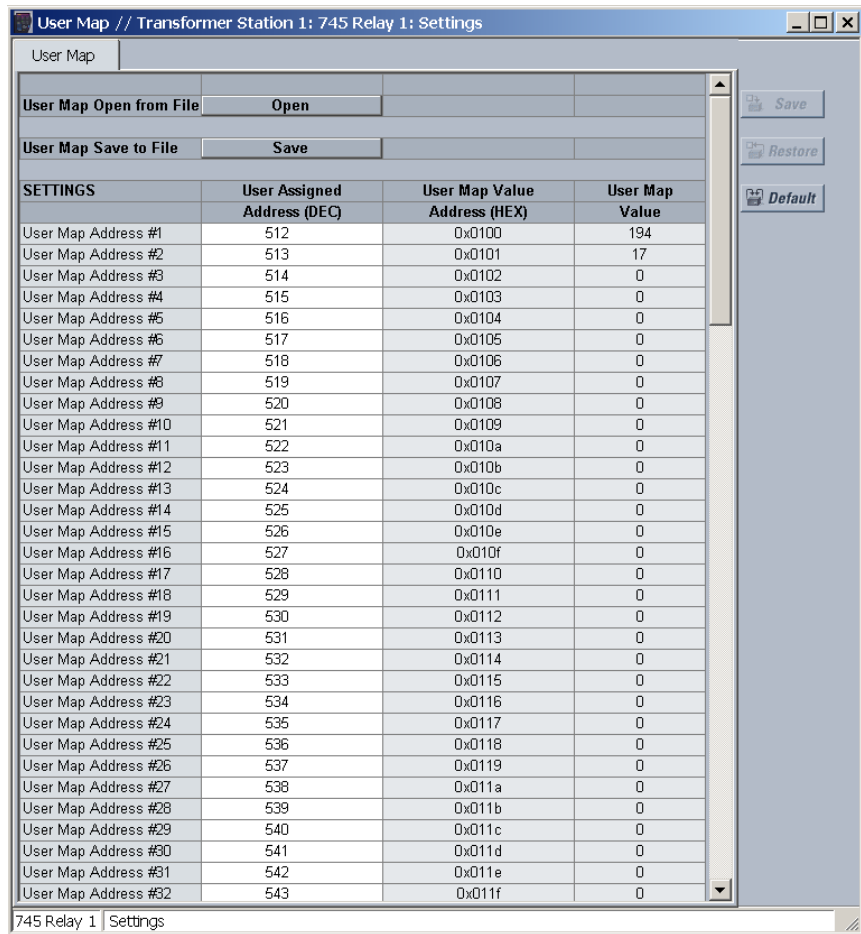 User Map // Transformer Station 1: 745 Relay 1: Settings
User Map
User Map Open from File Open
User Map Save to File Save
SETTINGS User Assigned User Map Value User Map
Address (DEC) Address (HEX) Value
User Map Address #1 512 0x0100 194
User Map Address #2 513 0x0101 17
User Map Address #3 514 0x0102 0
User Map Address #4 515 0x0103 0
User Map Address #5 516 0x0104 0
User Map Address #6 517 0x0105 0
User Map Address #7 518 0x0106 0
User Map Address #8 519 0x0107 0
User Map Address #9 520 0x0108 0
User Map Address #10 521 0x0109 0
User Map Address #11 522 0x010a 0
User Map Address #12 523 0x010b 0
User Map Address #13 524 0x010c 0
User Map Address #14 525 0x010d 0
User Map Address #15 526 0x010e 0
User Map Address #16 527 0x010f 0
User Map Address #17 528 0x0110 0
User Map Address #18 529 0x0111 0
User Map Address #19 530 0x0112 0
User Map Address #20 531 0x0113 0
User Map Address #21 532 0x0114 0
User Map Address #22 533 0x0115 0
User Map Address #23 534 0x0116 0
User Map Address #24 535 0x0117 0
User Map Address #25 536 0x0118 0
User Map Address #26 537 0x0119 0
User Map Address #27 538 0x011a 0
User Map Address #28 539 0x011b 0
User Map Address #29 540 0x011c 0
User Map Address #30 541 0x011d 0
User Map Address #31 542 0x011e 0
User Map Address #32 543 0x011f 0
Save
Restore
Default
745 Relay 1 Settings